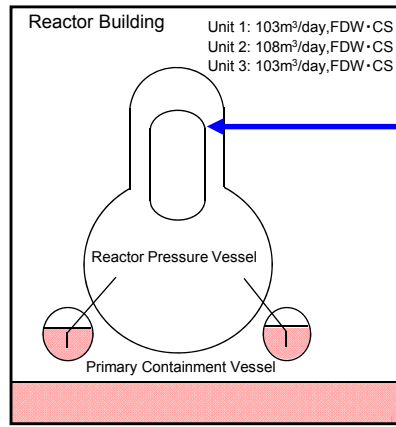 Reactor Building
Unit 1: 103m³/day,FDW・CS
Unit 2: 108m³/day,FDW・CS
Unit 3: 103m³/day,FDW・CS
Reactor Pressure Vessel
Primary Containment Vessel